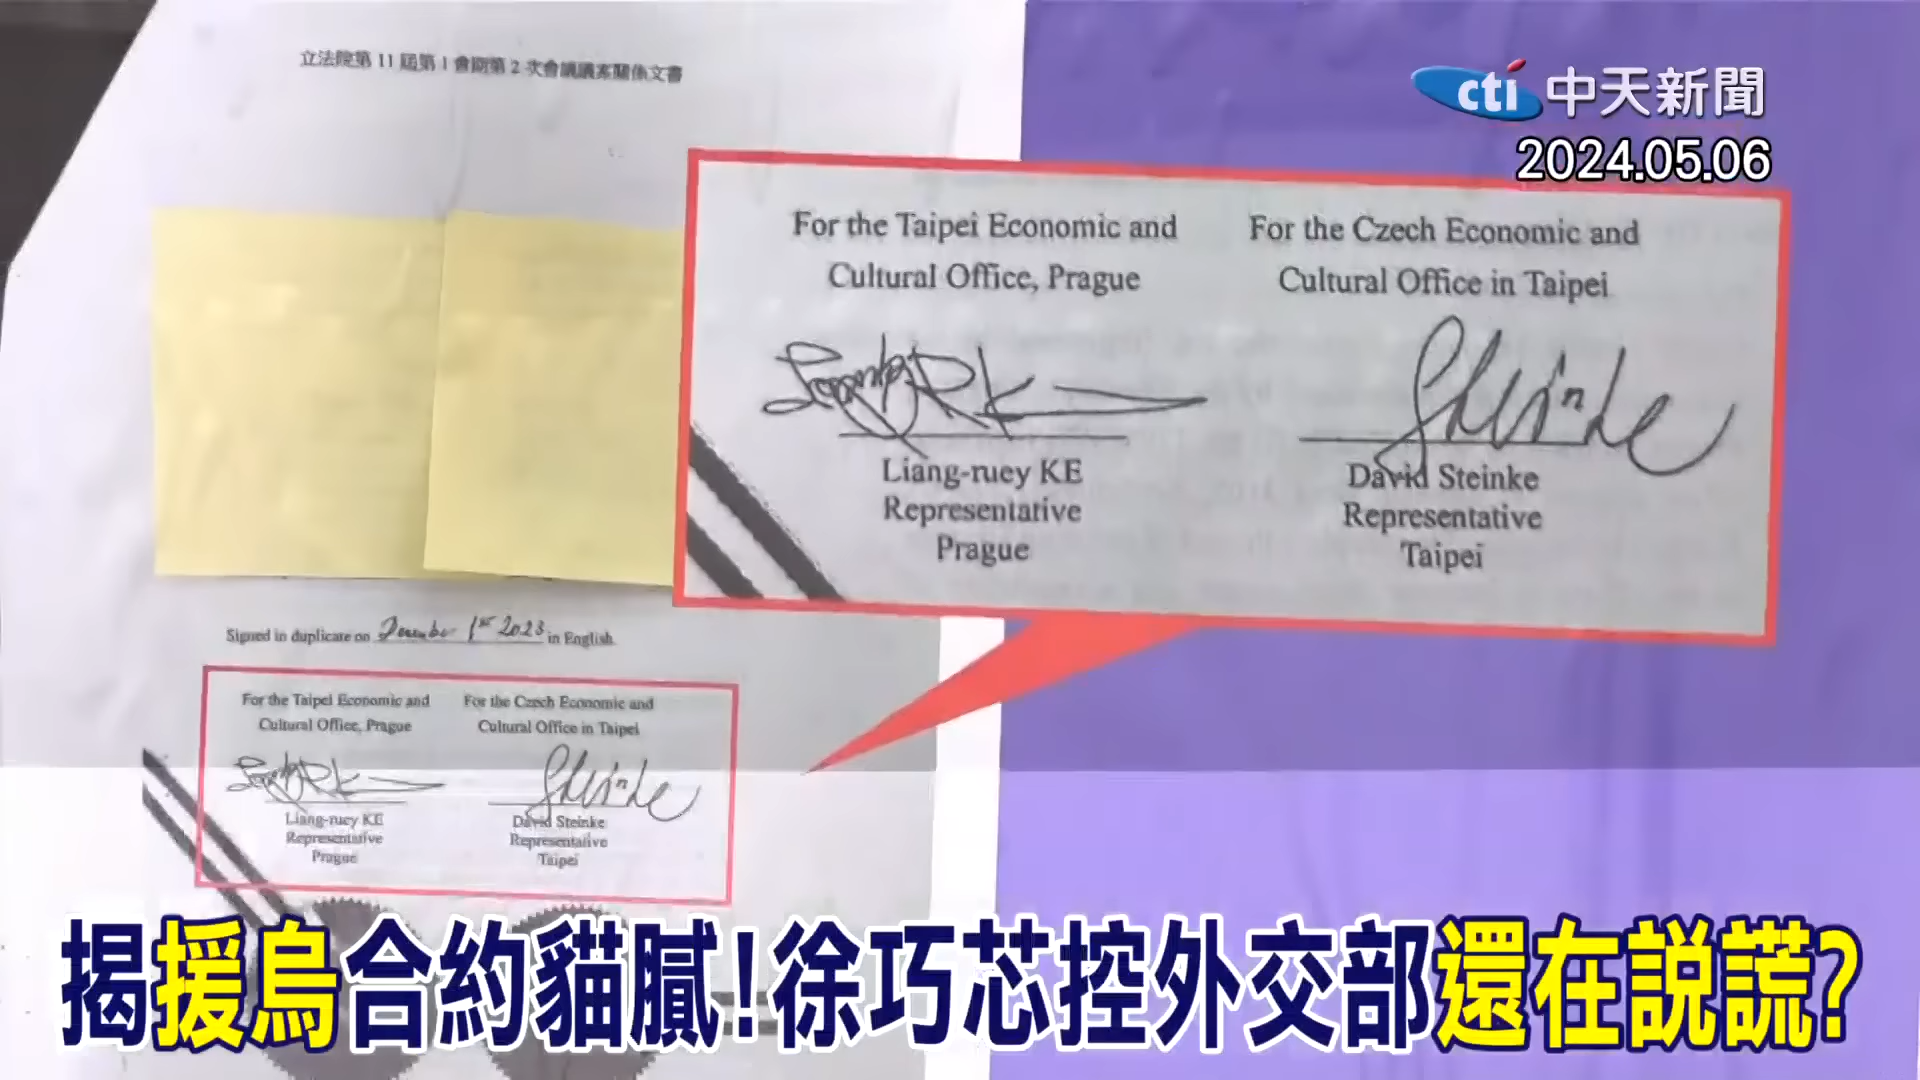 立法院第 11 屆第 1 會期第 2 次會議議案關係文書
cti 中天新聞
2024.05.06
For the Taipei Economic and
Cultural Office, Prague
Liang-ruey KE
Representative
Prague
For the Czech Economic and
Cultural Office in Taipei
Steinke
David Steinke
Representative
Taipei
Signed in duplicate on December 1st 2023 in English.
For the Taipei Economic and
Cultural Office, Prague
Liang-ruey KE
Representative
Prague
For the Czech Economic and
Cultural Office in Taipei
Steinke
David Steinke
Representative
Taipei
揭援烏合約貓膩!徐巧芯控外交部還在説謊?